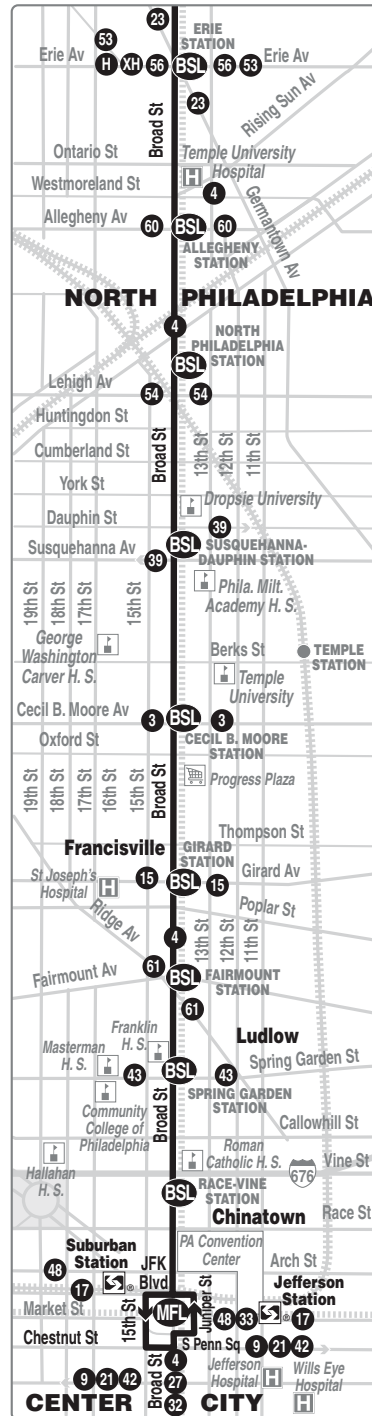 23
53
ERIE
STATION
Erie Av
H XH 56 BSL 56 53
Erie Av
23
Rising Sun Av
Broad St
Ontario St
Temple University
Hospital
H
Westmoreland St
4
Germantown Av
Allegheny Av
60 BSL 60
ALLEGHENY
STATION
NORTH PHILADELPHIA
4
NORTH
PHILADELPHIA
STATION
BSL
Lehigh Av
54 54
Huntingdon St
Cumberland St
Broad St
13th St
12th St
11th St
York St
Dropsie University
Dauphin St
39
Susquehanna Av
39 BSL
SUSQUEHANNA-
DAUPHIN STATION
Phila. Milt.
Academy H. S.
19th St
18th St
17th St
15th St
George
Washington
Carver H. S.
Berks St
TEMPLE
STATION
Temple
University
Cecil B. Moore Av
3 BSL 3
CECIL B. MOORE
STATION
Oxford St
19th St
18th St
17th St
16th St
15th St
Broad St
Progress Plaza
Thompson St
Francisville
GIRARD
STATION
St Joseph's
Hospital
H
15 BSL 15
Girard Av
Ridge Av
Poplar St
4
13th St
12th St
11th St
61
Fairmount Av
BSL
FAIRMOUNT
STATION
61
Franklin
H. S.
Ludlow
Masterman
H. S.
43 BSL 43
Spring Garden St
SPRING GARDEN
STATION
Community
College of
Philadelphia
Broad St
Callowhill St
Hallahan
H. S.
Roman
Catholic H. S.
676
Vine St
BSL
RACE-VINE
STATION
Race St
Chinatown
PA Convention
Center
Suburban
Station
JFK
Blvd
Arch St
48
17
®
Juniper St
Jefferson
Station
Market St
15th St
MFL
48 33
®
17
Chestnut St
S Penn Sq
9 21 42
4
Broad St
27
32
9 21 42
Jefferson
Hospital
H
Wills Eye
Hospital
H
CENTER CITY